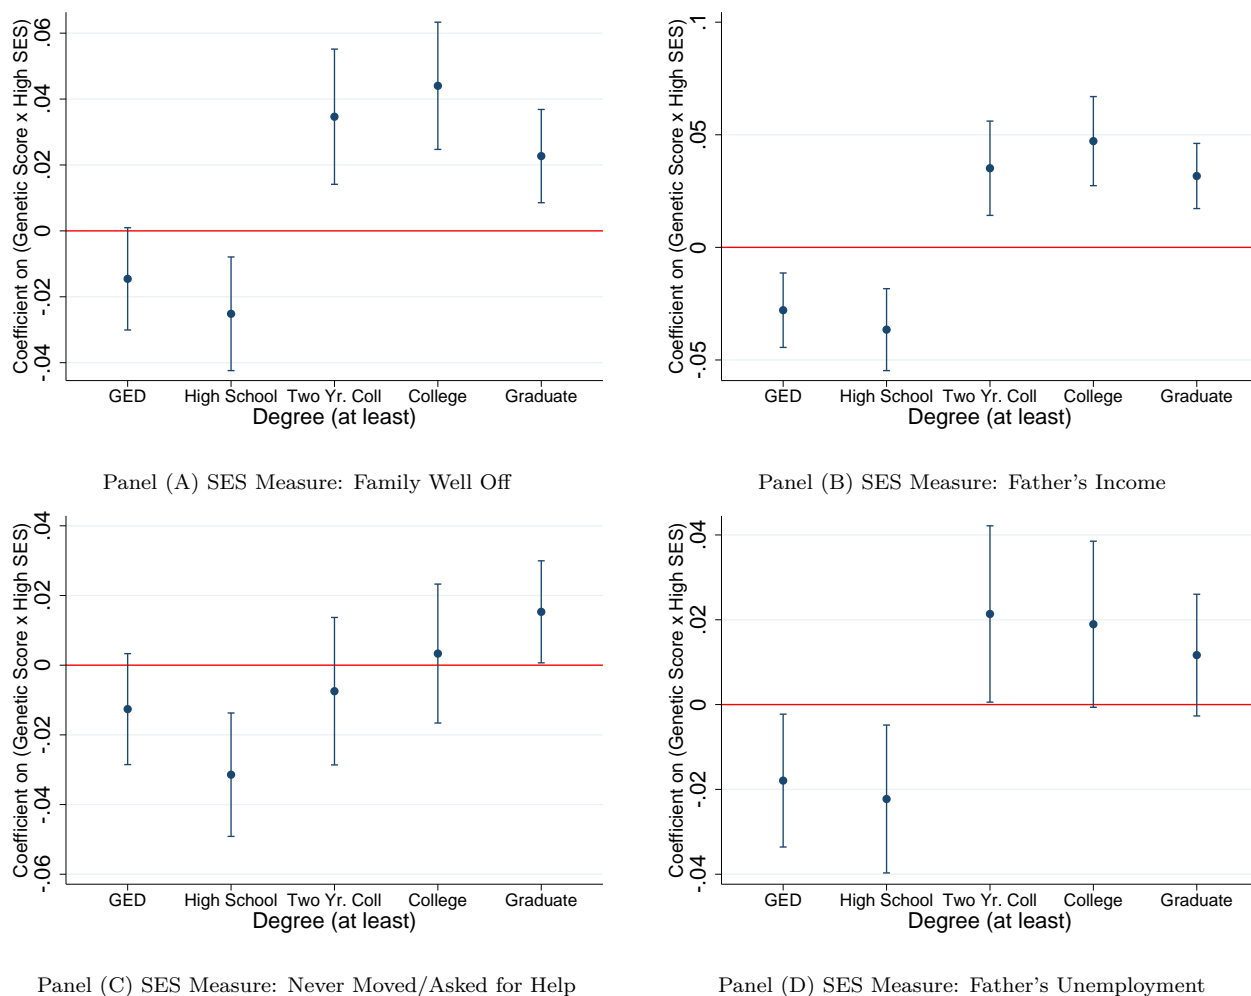 Coefficient on (Genetic Score x High SES)
.06
.04
.02
0
-.02
-.04
GED High School Two Yr. Coll College Graduate
Degree (at least)
Panel (A) SES Measure: Family Well Off
Coefficient on (Genetic Score x High SES)
.1
.05
0
-.05
GED High School Two Yr. Coll College Graduate
Degree (at least)
Panel (B) SES Measure: Father's Income
Coefficient on (Genetic Score x High SES)
.04
.02
0
-.02
-.04
-.06
GED High School Two Yr. Coll College Graduate
Degree (at least)
Panel (C) SES Measure: Never Moved/Asked for Help
Coefficient on (Genetic Score x High SES)
.04
.02
0
-.02
-.04
GED High School Two Yr. Coll College Graduate
Degree (at least)
Panel (D) SES Measure: Father's Unemployment